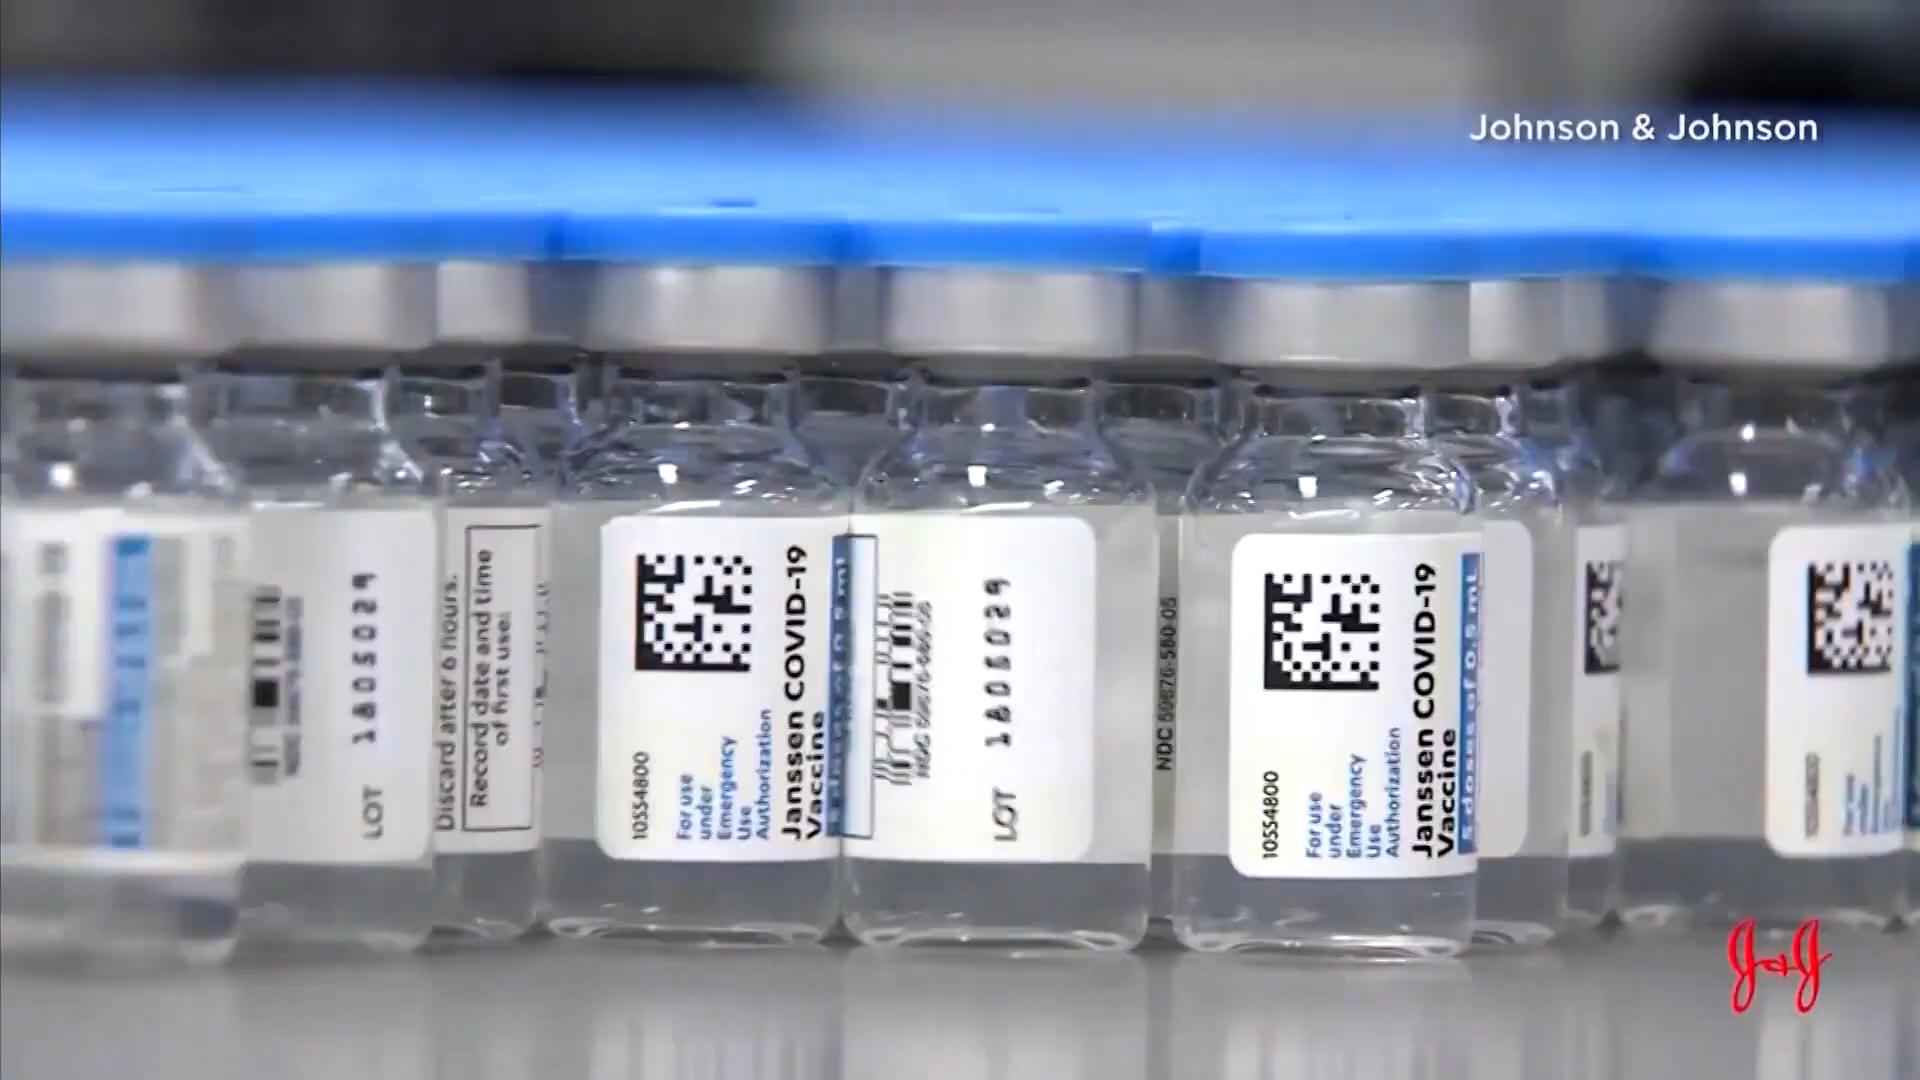 Johnson & Johnson
LOT 1805029
Discard after 6 hours.
Record date and time
of first use:
10554800
For use
under
Emergency
Use
Authorization
Janssen COVID-19
Vaccine
LOT 1805029
NDC 59676-580-05
10554800
For use
under
Emergency
Use
Authorization
Janssen COVID-19
Vaccine
5 doses of 0.5 mL
J&J